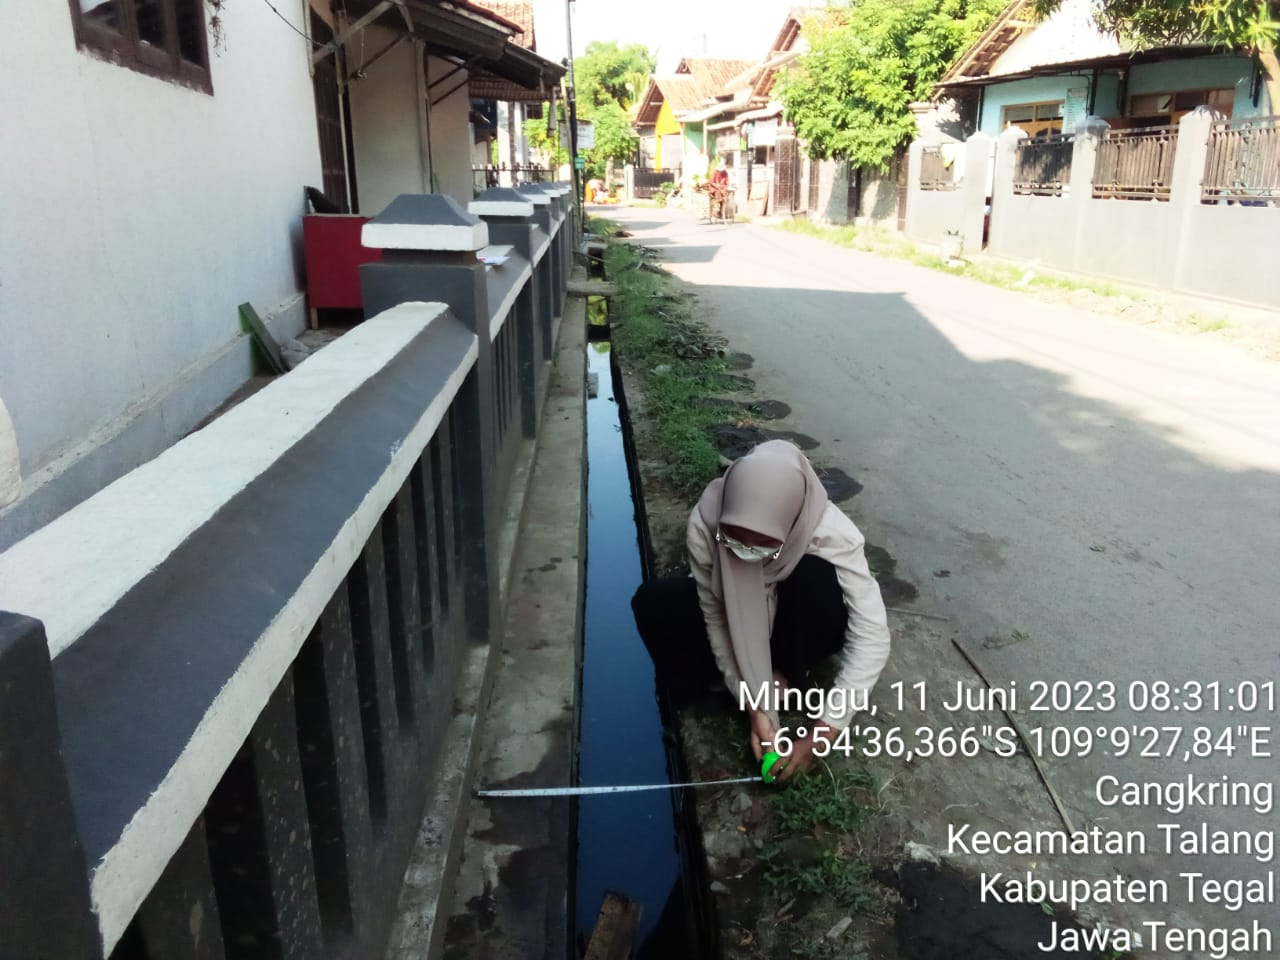 Minggu, 11 Juni 2023 08:31:01
-6°54'36,366"S 109°9'27,84"E
Cangkring
Kecamatan Talang
Kabupaten Tegal
Jawa Tengah